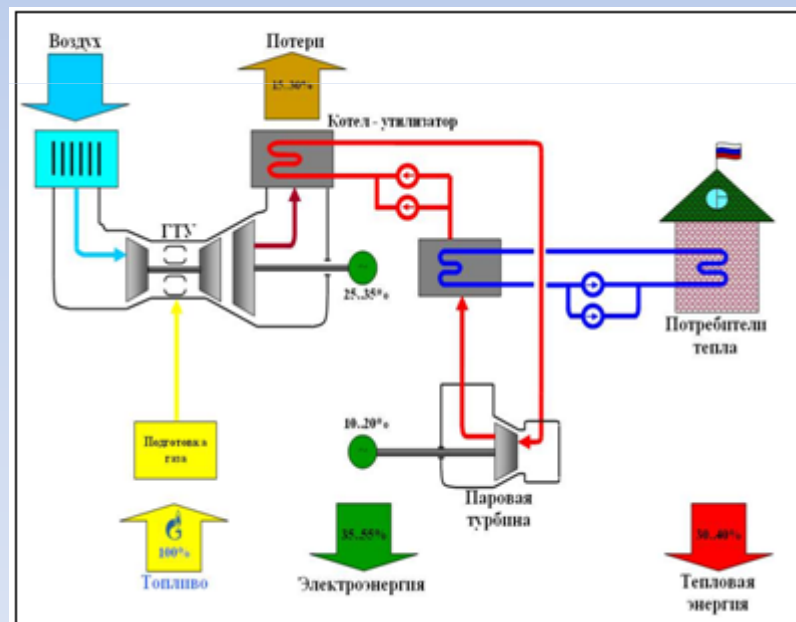 Воздух
Потери
15..30%
Котел - утилизатор
ГТУ
25..35%
Потребители
тепла
10..20%
Подготовка
газа
Паровая
турбина
100%
35..55%
30..40%
Топливо
Электроэнергия
Тепловая
энергия